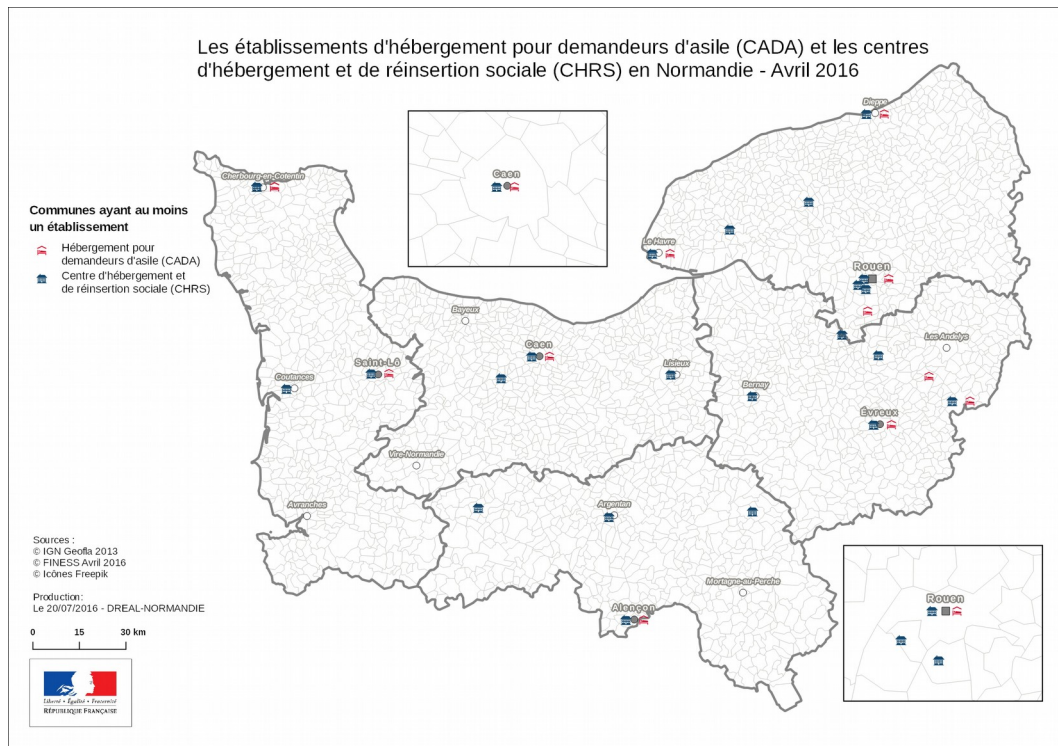 Les établissements d'hébergement pour demandeurs d'asile (CADA) et les centres
d'hébergement et de réinsertion sociale (CHRS) en Normandie - Avril 2016
Dieppe
Caen
Cherbourg-en-Cotentin
Communes ayant au moins
un établissement
Hébergement pour
demandeurs d'asile (CADA)
Centre d'hébergement et
de réinsertion sociale (CHRS)
Le Havre
Rouen
Bayeux
Caen
Les Andelys
Saint-Lô
Lisieux
Coutances
Bernay
Évreux
Vire-Normandie
Avranches
Argentan
Mortagne-au-Perche
Alençon
Rouen
Sources :
© IGN Geofla 2013
© FINESS Avril 2016
© Icônes Freepik
Production:
Le 20/07/2016 - DREAL-NORMANDIE
0 15 30 km
Liberté • Égalité • Fraternité
RÉPUBLIQUE FRANÇAISE